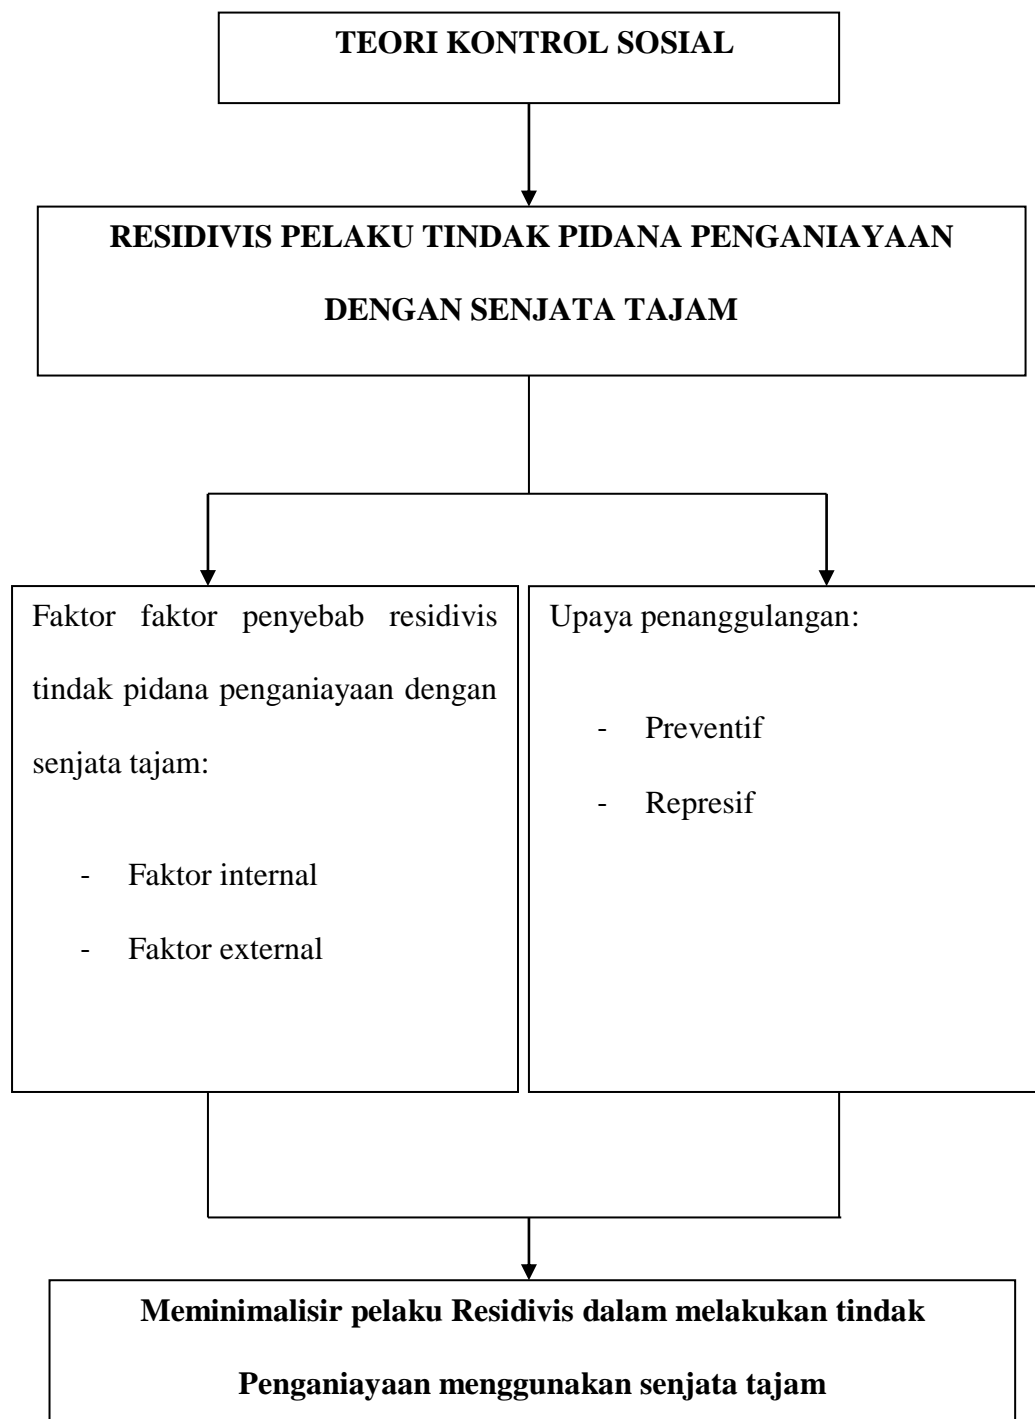 TEORI KONTROL SOSIAL
RESIDIVIS PELAKU TINDAK PIDANA PENGANIAYAAN
DENGAN SENJATA TAJAM
Faktor faktor penyebab residivis
tindak pidana penganiayaan dengan
senjata tajam:
- Faktor internal
- Faktor external
Upaya penanggulangan:
- Preventif
- Represif
Meminimalisir pelaku Residivis dalam melakukan tindak
Penganiayaan menggunakan senjata tajam